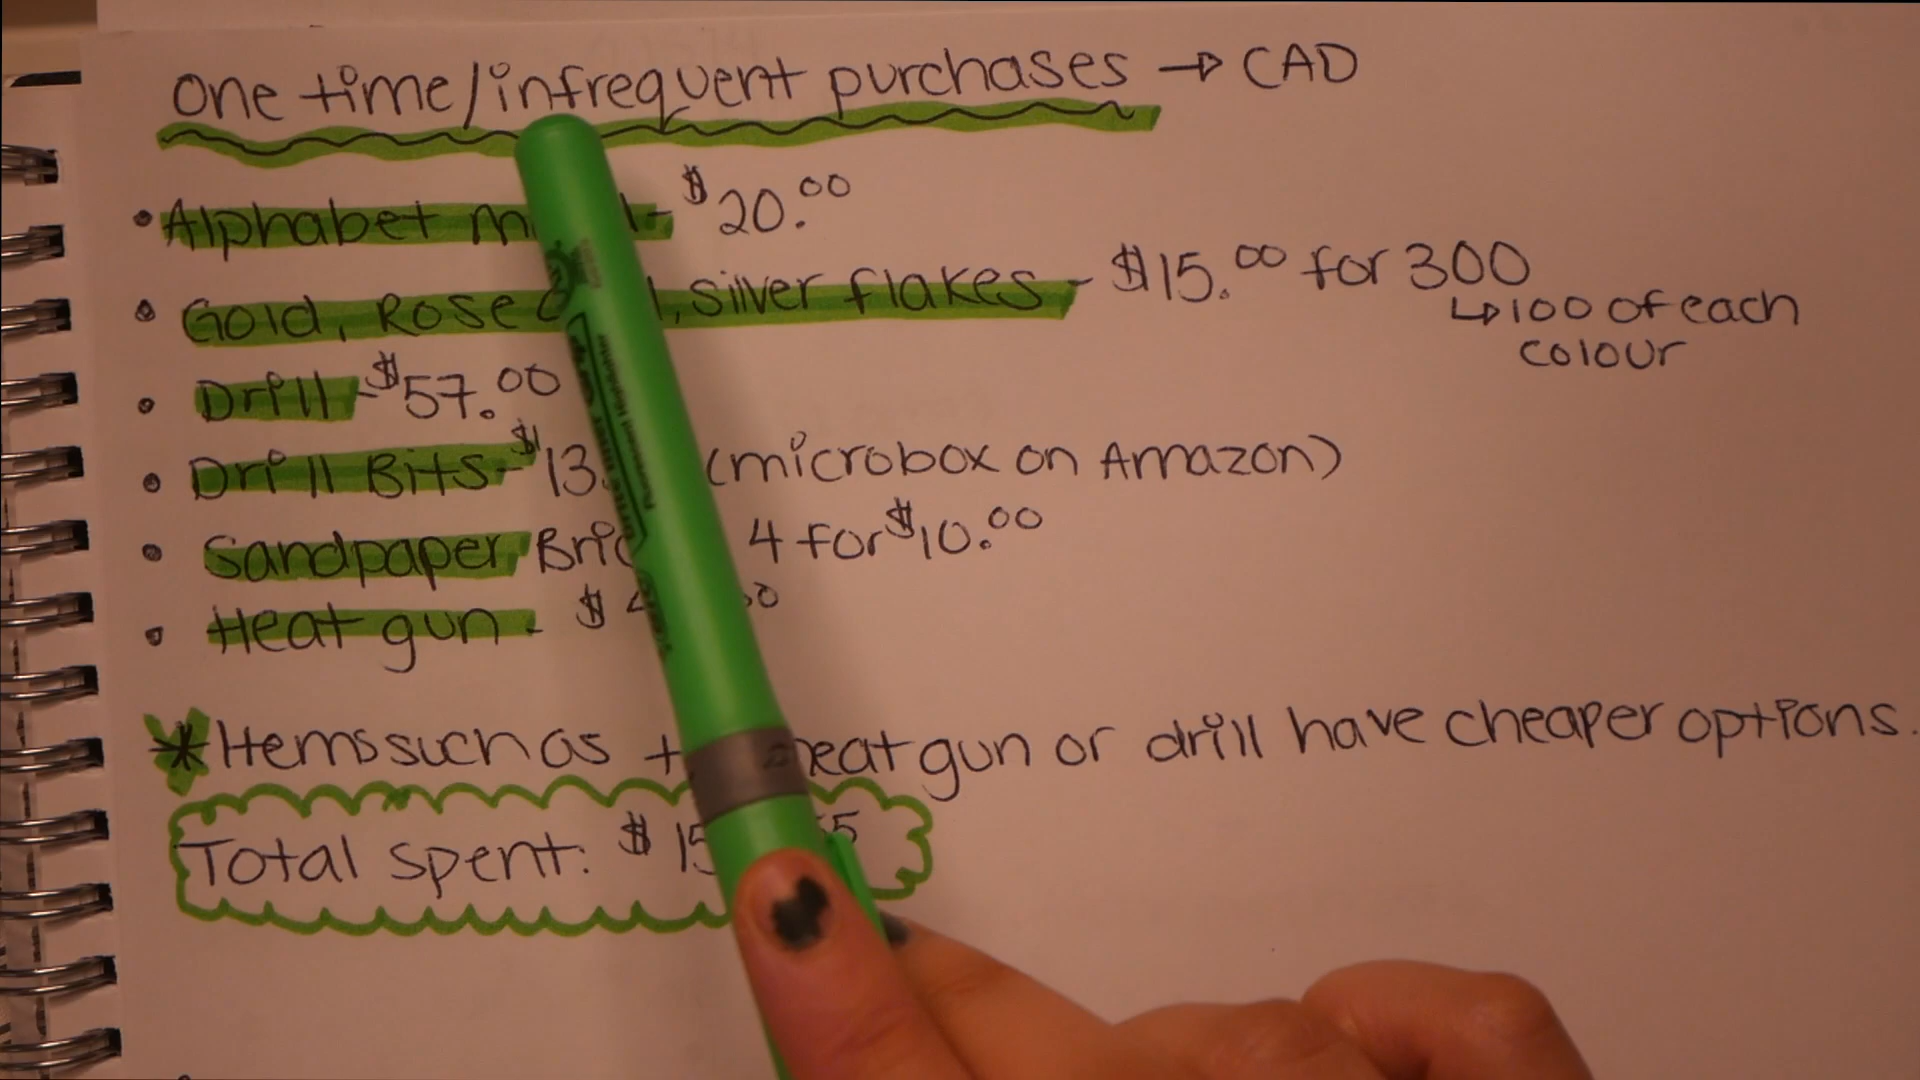 One time/infrequent purchases → CAD
• Alphabet - $20.00
• Gold, Rose , silver flakes - $15.00 for 300
↳ 100 of each
colour
• Drill - $57.00
• Drill Bits - $13. (microbox on Amazon)
• Sandpaper 4 for $10.00
• Heat gun - $
* Items such as heat gun or drill have cheaper options.
Total spent: $